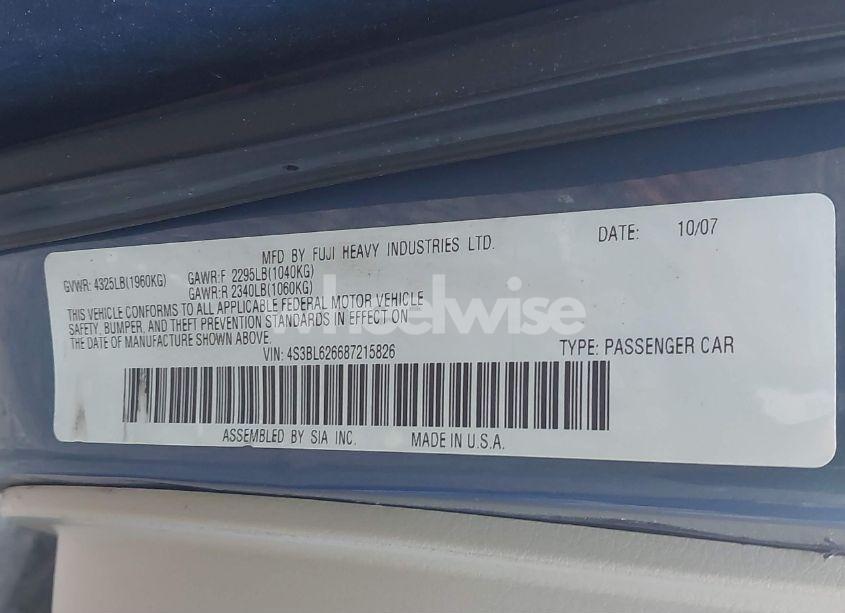 MFD BY FUJI HEAVY INDUSTRIES LTD. DATE: 10/07
GVWR: 4325LB(1960KG) GAWR:F 2295LB(1040KG)
GAWR:R 2340LB(1060KG)
THIS VEHICLE CONFORMS TO ALL APPLICABLE FEDERAL MOTOR VEHICLE
SAFETY, BUMPER, AND THEFT PREVENTION STANDARDS IN EFFECT ON
THE DATE OF MANUFACTURE SHOWN ABOVE.
VIN: 4S3BL626687215826 TYPE: PASSENGER CAR
ASSEMBLED BY SIA INC. MADE IN U.S.A.
wheelwise